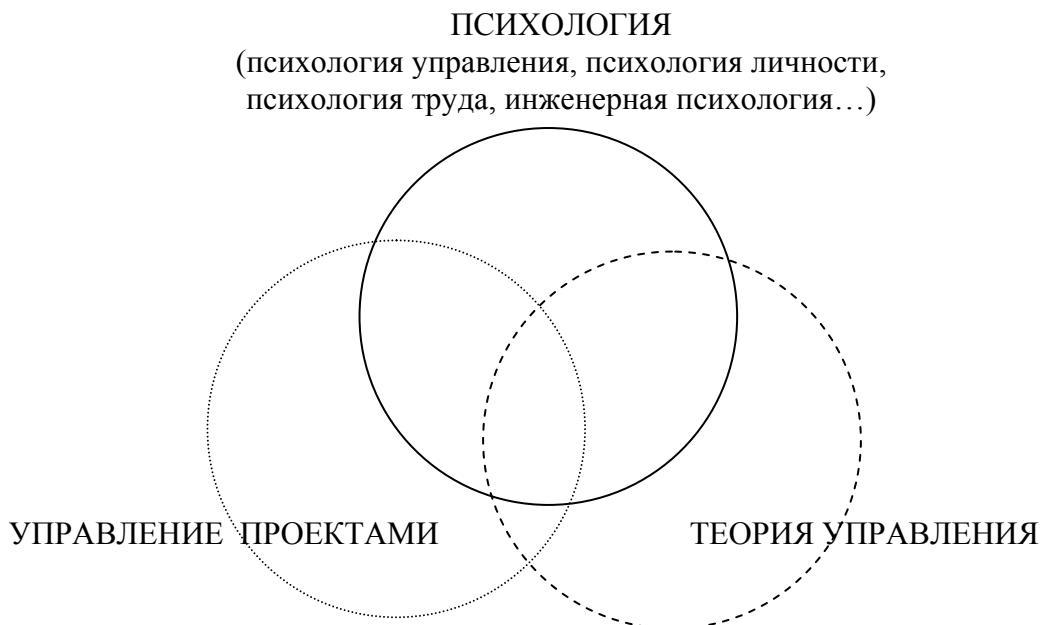 ПСИХОЛОГИЯ
(психология управления, психология личности,
психология труда, инженерная психология…)
УПРАВЛЕНИЕ ПРОЕКТАМИ
ТЕОРИЯ УПРАВЛЕНИЯ